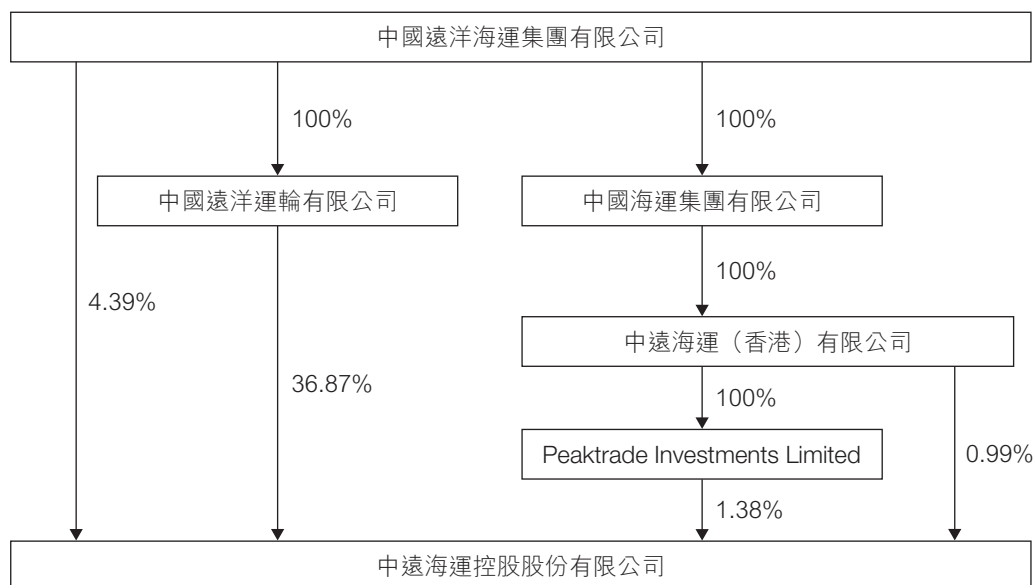 中國遠洋海運集團有限公司
100%
100%
中國遠洋運輪有限公司
中國海運集團有限公司
100%
4.39%
中遠海運（香港）有限公司
36.87%
100%
Peaktrade Investments Limited
0.99%
1.38%
中遠海運控股股份有限公司